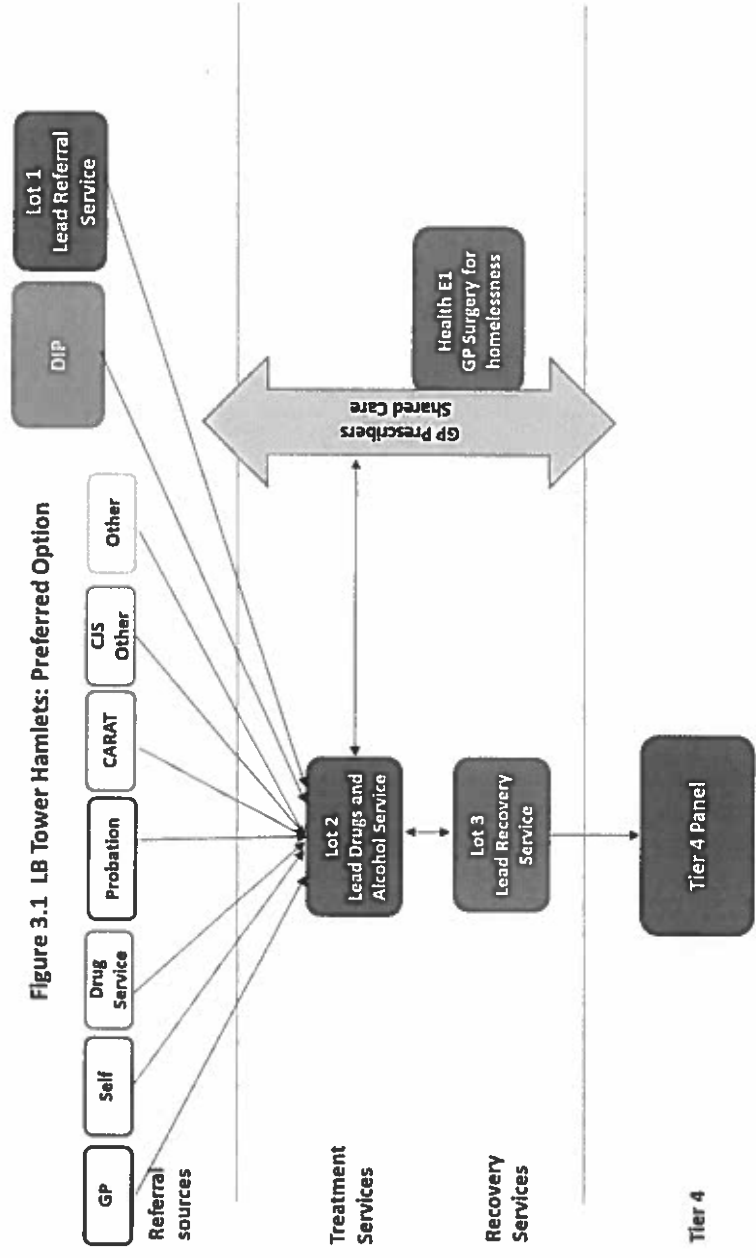 Figure 3.1 LB Tower Hamlets: Preferred Option
GP
Self
Drug
Service
Probation
CARAT
CJS
Other
Other
DIP
Lot 1
Lead Referral
Service
Referral
sources
Treatment
Services
Lot 2
Lead Drugs and
Alcohol Service
GP Prescribers
Shared Care
Health E1
GP Surgery for
homelessness
Recovery
Services
Lot 3
Lead Recovery
Service
Tier 4
Tier 4 Panel